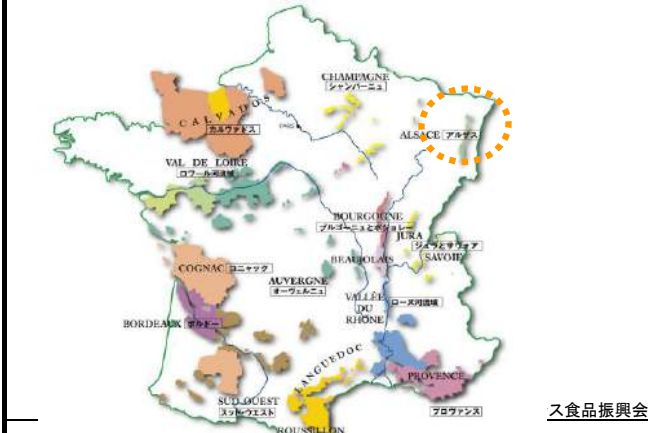 CHAMPAGNE
シャンパーニュ
CALVADOS
カルヴァドス
PARIS
ALSACE アルザス
VAL DE LOIRE
ロワール河流域
BOURGOGNE
ブルゴーニュとボジョレー
JURA
ジュラとサヴォア
SAVOIE
BEAUJOLAIS
COGNAC コニャック
AUVERGNE
オーヴェルニュ
VALLÉE
DU
RHÔNE
ローヌ河流域
BORDEAUX ボルドー
LANGUEDOC
PROVENCE
プロヴァンス
SUD-OUEST
スッド・ウエスト
ROUSSILLON
ス食品振興会